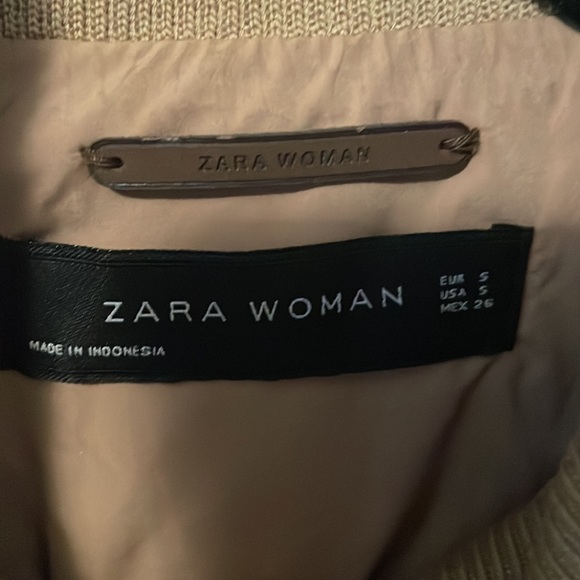 ZARA WOMAN
ZARA WOMAN
EUR S
USA S
MEX 26
MADE IN INDONESIA